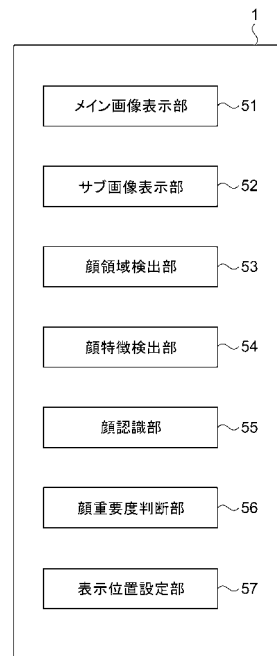 1
メイン画像表示部 51
サブ画像表示部 52
顔領域検出部 53
顔特徴検出部 54
顔認識部 55
顔重要度判断部 56
表示位置設定部 57